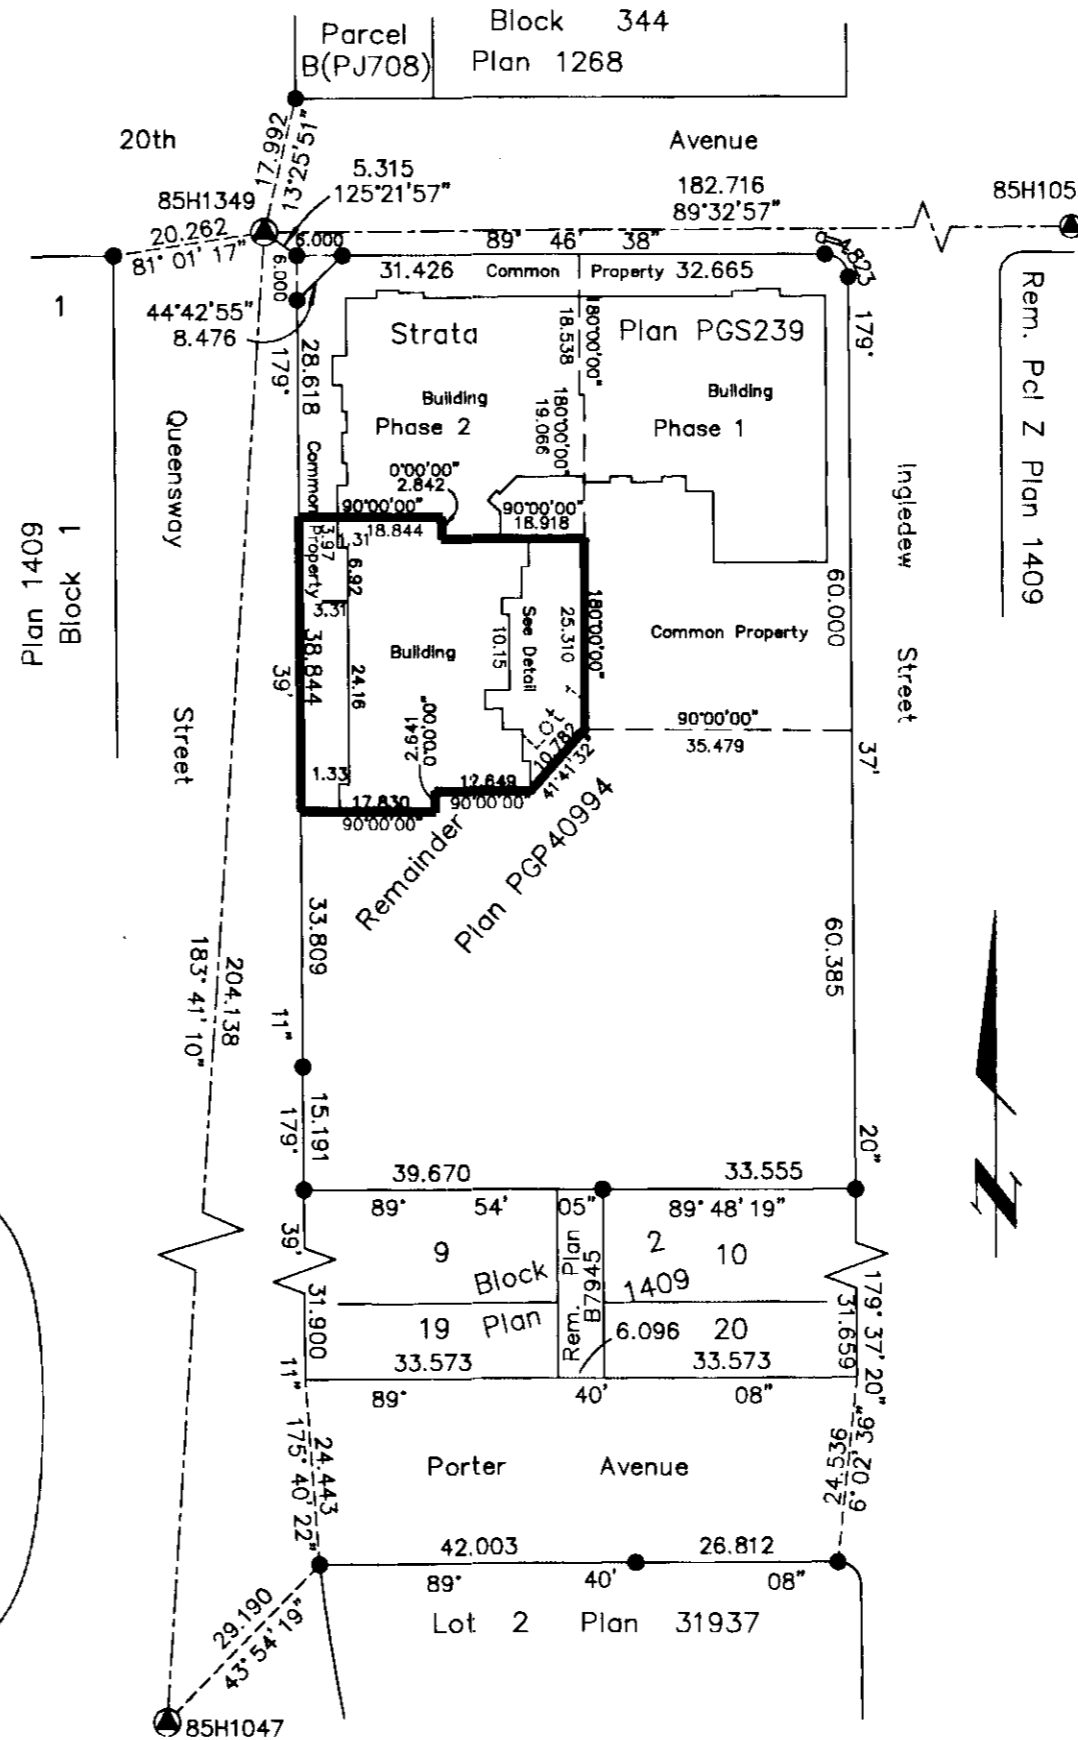 Block 344
Parcel
B(PJ708)
Plan 1268
20th Avenue
17.992
13°25'51"
5.315
125°21'57"
182.716
89°32'57"
85H1349
85H105
20.262
81° 01' 17"
6.000
6.000
89° 46' 38"
4.823
31.426 Common Property 32.665
1
44°42'55"
8.476
Strata Plan PGS239
180°00'00"
18.538
179°
28.618
179°
Building
Phase 2
Building
Phase 1
180°00'00"
19.066
Rem. Pcl Z Plan 1409
Queensway
Street
Ingledew
Street
Common Property
0°00'00"
2.842
90°00'00"
18.844
90°00'00"
18.918
3.97
1.31
6.92
3.31
Plan 1409
Block 1
60.000
38.844
39'
24.16
Building
See Detail
10.15
25.310
180°00'00"
Common Property
90°00'00"
35.479
37'
Lot 1
10.782
41°41'32"
2.641
0°00'00"
1.33
17.830
90°00'00"
12.649
90°00'00"
Remainder
Plan PGP40994
33.809
11"
60.385
204.138
183° 41' 10"
15.191
179°
20"
39.670
33.555
89° 54' 05"
89° 48' 19"
39'
9
Block 2
10
Rem. Plan
B7945
Plan 1409
31.900
11"
19
20
6.096
33.573
33.573
31.659
179° 37' 20"
89° 40' 08"
24.443
175° 40' 22"
Porter Avenue
24.536
6° 02' 36"
42.003
26.812
89° 40' 08"
Lot 2 Plan 31937
29.190
43° 54' 19"
85H1047
N